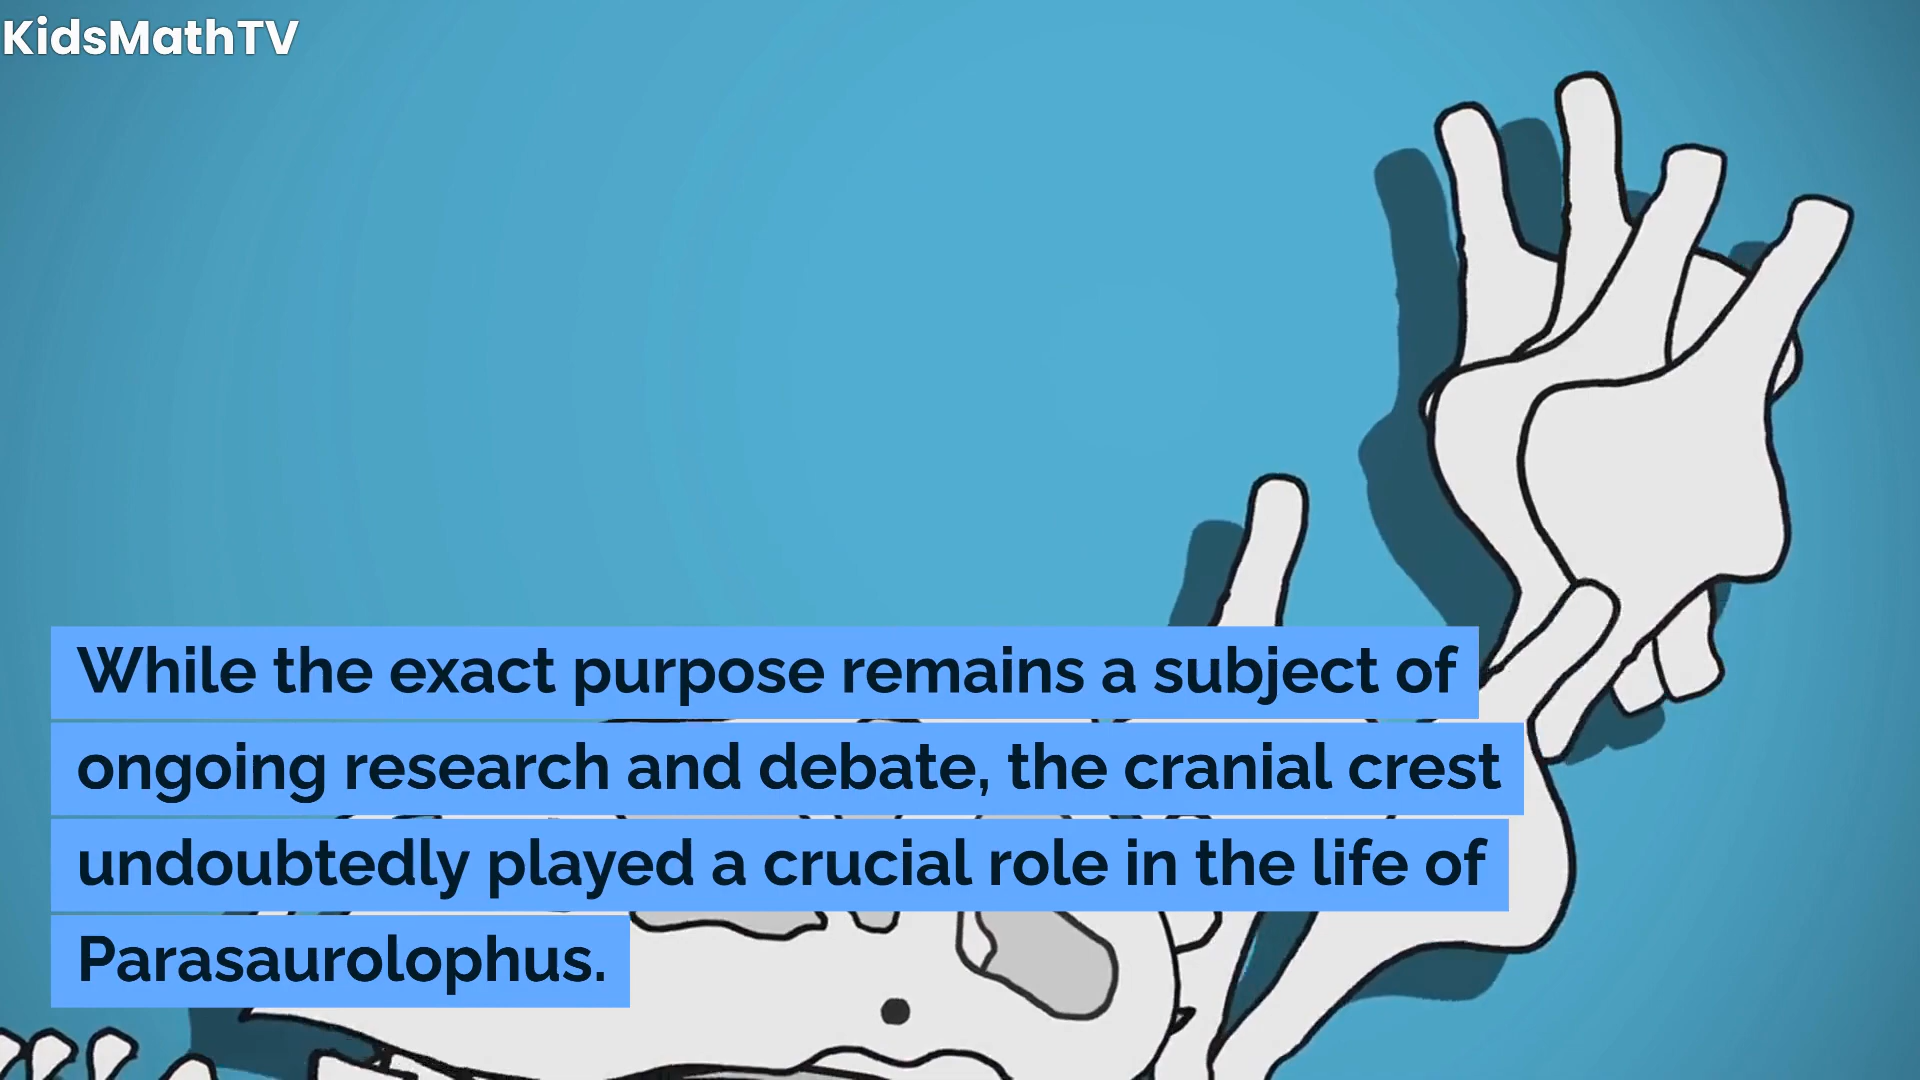 KidsMathTV
While the exact purpose remains a subject of
ongoing research and debate, the cranial crest
undoubtedly played a crucial role in the life of
Parasaurolophus.